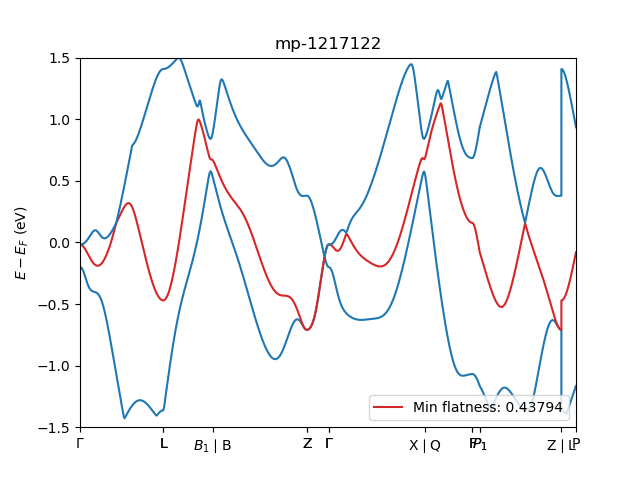 mp-1217122
E − E_F (eV)
1.5
1.0
0.5
0.0
−0.5
−1.0
−1.5
Min flatness: 0.43794
Γ L B₁ | B Z Γ X | Q P₁ Z | L P